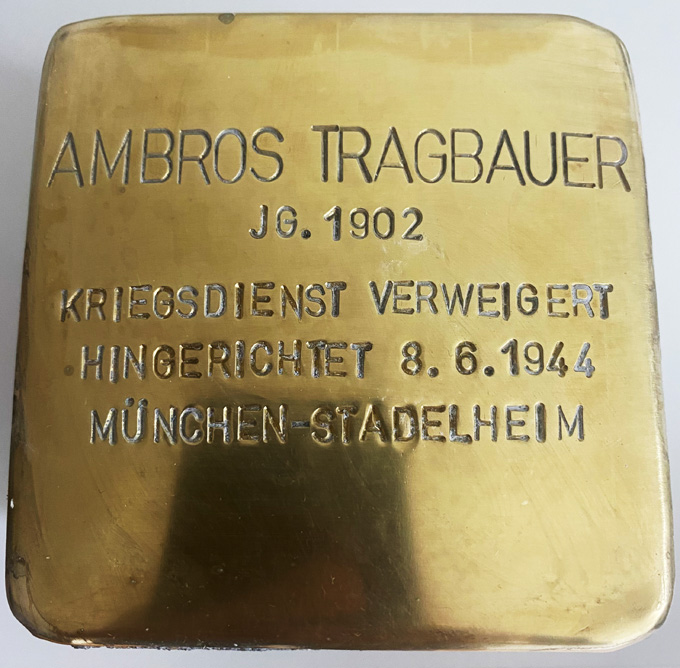 AMBROS TRAGBAUER
JG. 1902
KRIEGSDIENST VERWEIGERT
HINGERICHTET 8.6.1944
MÜNCHEN-STADELHEIM